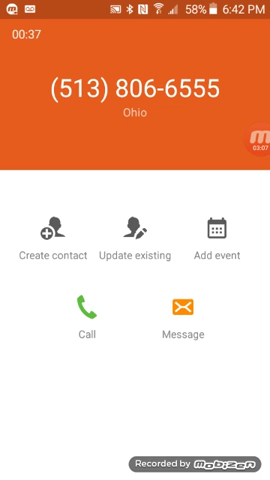 58% 6:42 PM
00:37
(513) 806-6555
Ohio
03:07
Create contact
Update existing
Add event
Call
Message
Recorded by mobizen